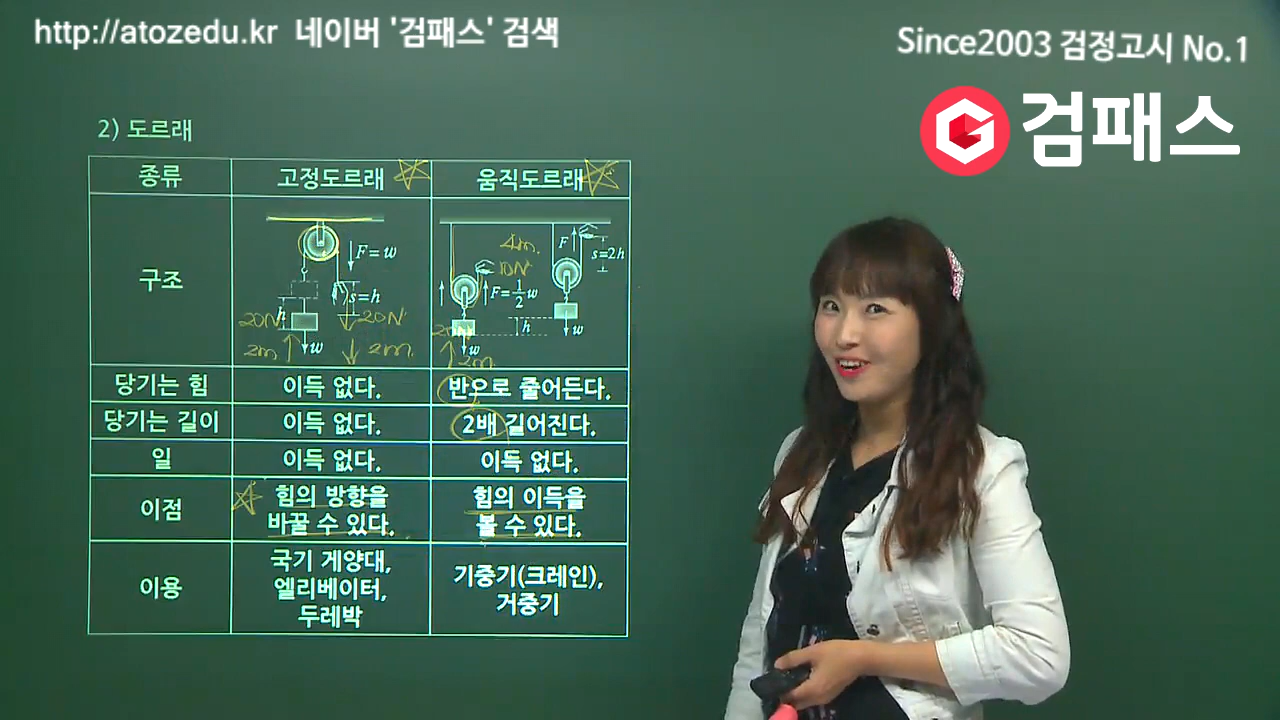 http://atozedu.kr 네이버 '검패스' 검색
Since2003 검정고시 No.1
검패스
2) 도르래
종류 고정도르래 움직도르래
구조
F=w
s=h
h
w
20N 20N
2m 2m
F
s=2h
4m
10N
F=½w
h
w
20N
w
2m
당기는 힘 이득 없다. 반으로 줄어든다.
당기는 길이 이득 없다. 2배 길어진다.
일 이득 없다. 이득 없다.
이점 힘의 방향을 바꿀 수 있다. 힘의 이득을 볼 수 있다.
이용 국기 게양대, 엘리베이터, 두레박 기중기(크레인), 거중기